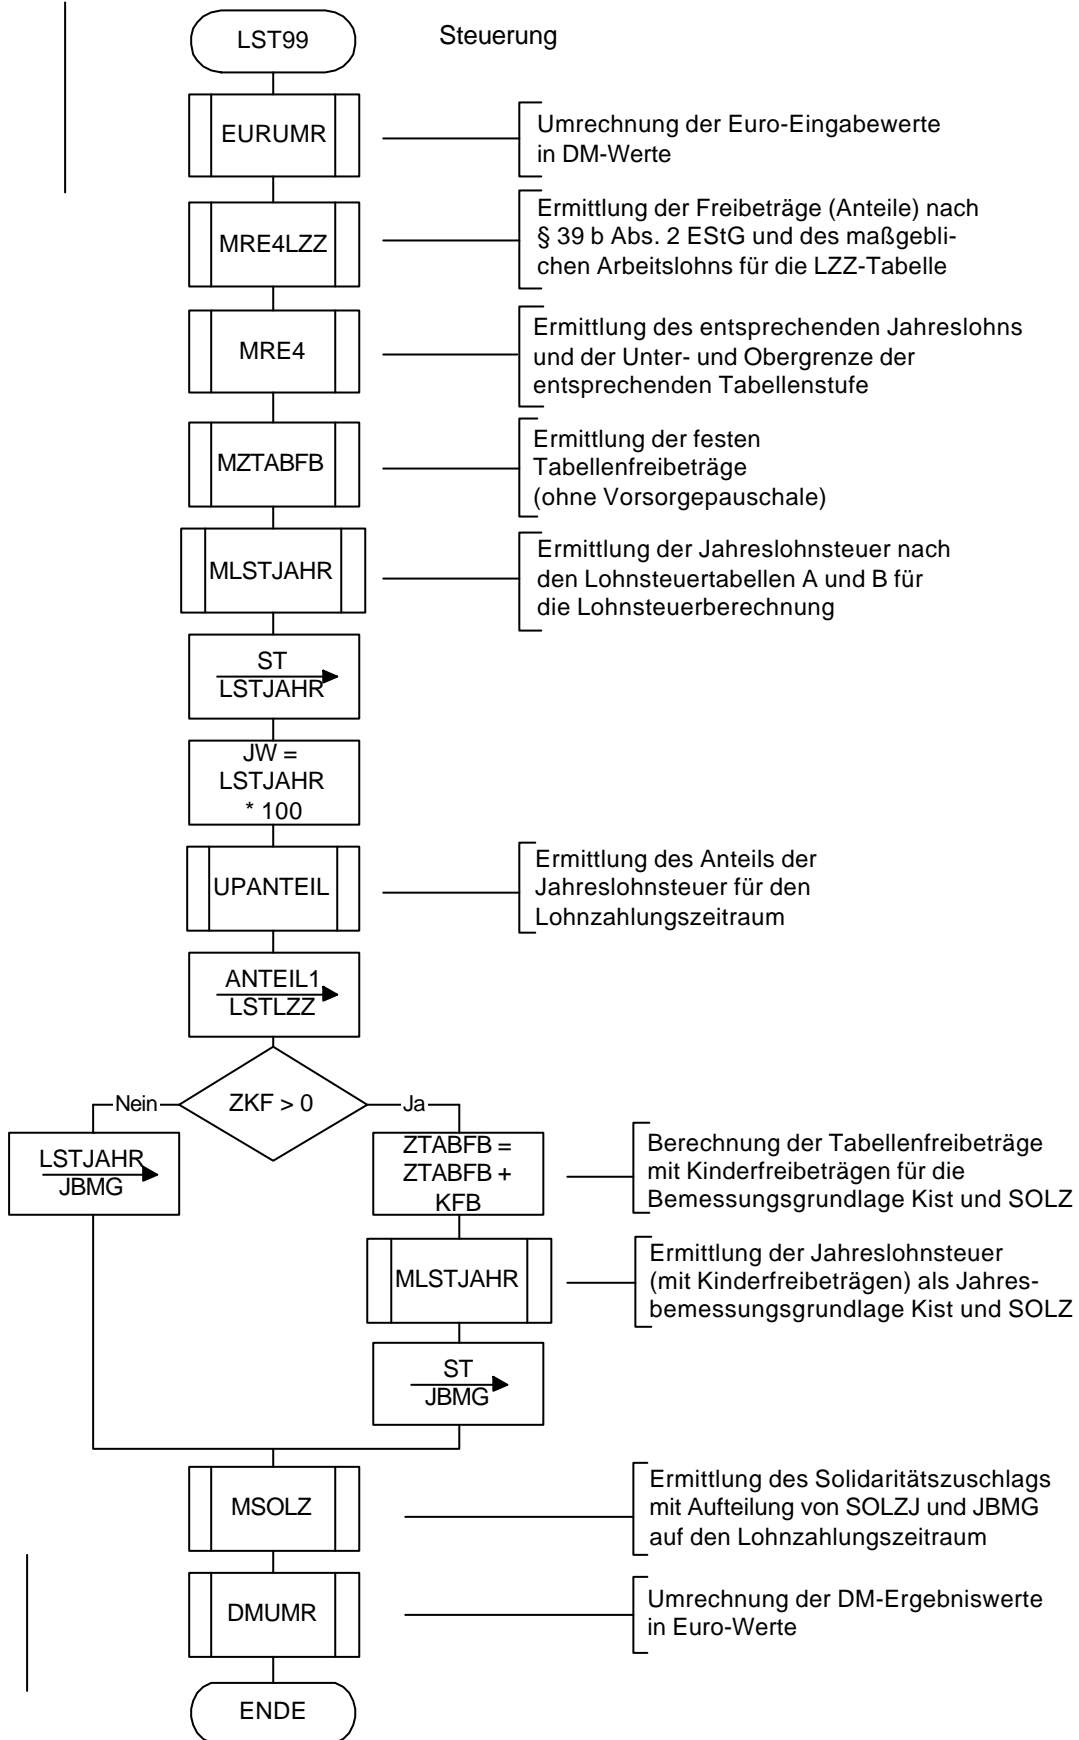 LST99
Steuerung
EURUMR
Umrechnung der Euro-Eingabewerte
in DM-Werte
MRE4LZZ
Ermittlung der Freibeträge (Anteile) nach
§ 39 b Abs. 2 EStG und des maßgebli-
chen Arbeitslohns für die LZZ-Tabelle
MRE4
Ermittlung des entsprechenden Jahreslohns
und der Unter- und Obergrenze der
entsprechenden Tabellenstufe
MZTABFB
Ermittlung der festen
Tabellenfreibeträge
(ohne Vorsorgepauschale)
MLSTJAHR
Ermittlung der Jahreslohnsteuer nach
den Lohnsteuertabellen A und B für
die Lohnsteuerberechnung
ST
LSTJAHR
JW =
LSTJAHR
* 100
UPANTEIL
Ermittlung des Anteils der
Jahreslohnsteuer für den
Lohnzahlungszeitraum
ANTEIL1
LSTLZZ
Nein
ZKF > 0
Ja
LSTJAHR
JBMG
ZTABFB =
ZTABFB +
KFB
Berechnung der Tabellenfreibeträge
mit Kinderfreibeträgen für die
Bemessungsgrundlage Kist und SOLZ
MLSTJAHR
Ermittlung der Jahreslohnsteuer
(mit Kinderfreibeträgen) als Jahres-
bemessungsgrundlage Kist und SOLZ
ST
JBMG
MSOLZ
Ermittlung des Solidaritätszuschlags
mit Aufteilung von SOLZJ und JBMG
auf den Lohnzahlungszeitraum
DMUMR
Umrechnung der DM-Ergebniswerte
in Euro-Werte
ENDE